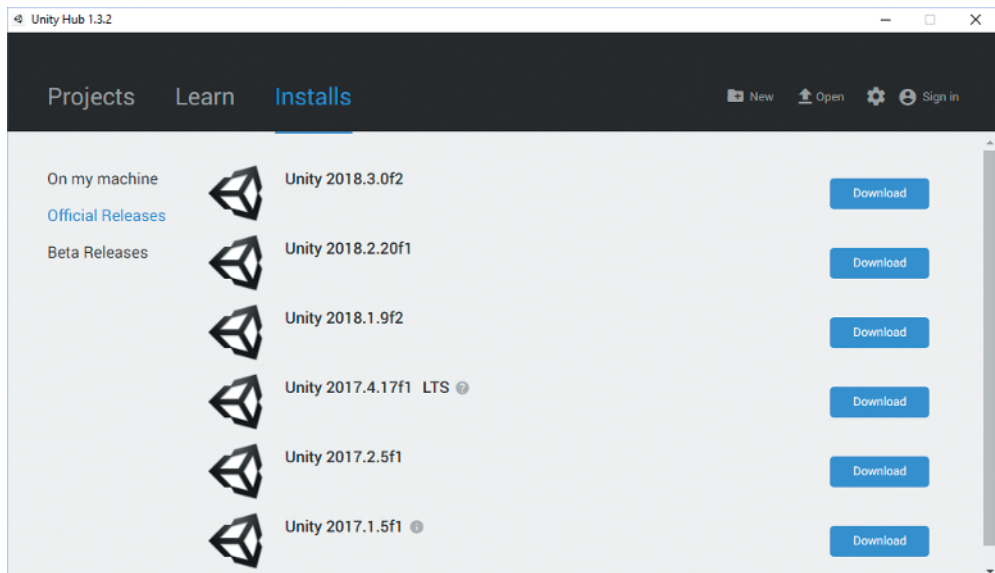 Unity Hub 1.3.2
Projects Learn Installs New Open Sign in
On my machine
Official Releases
Beta Releases
Unity 2018.3.0f2 Download
Unity 2018.2.20f1 Download
Unity 2018.1.9f2 Download
Unity 2017.4.17f1 LTS ? Download
Unity 2017.2.5f1 Download
Unity 2017.1.5f1 Download